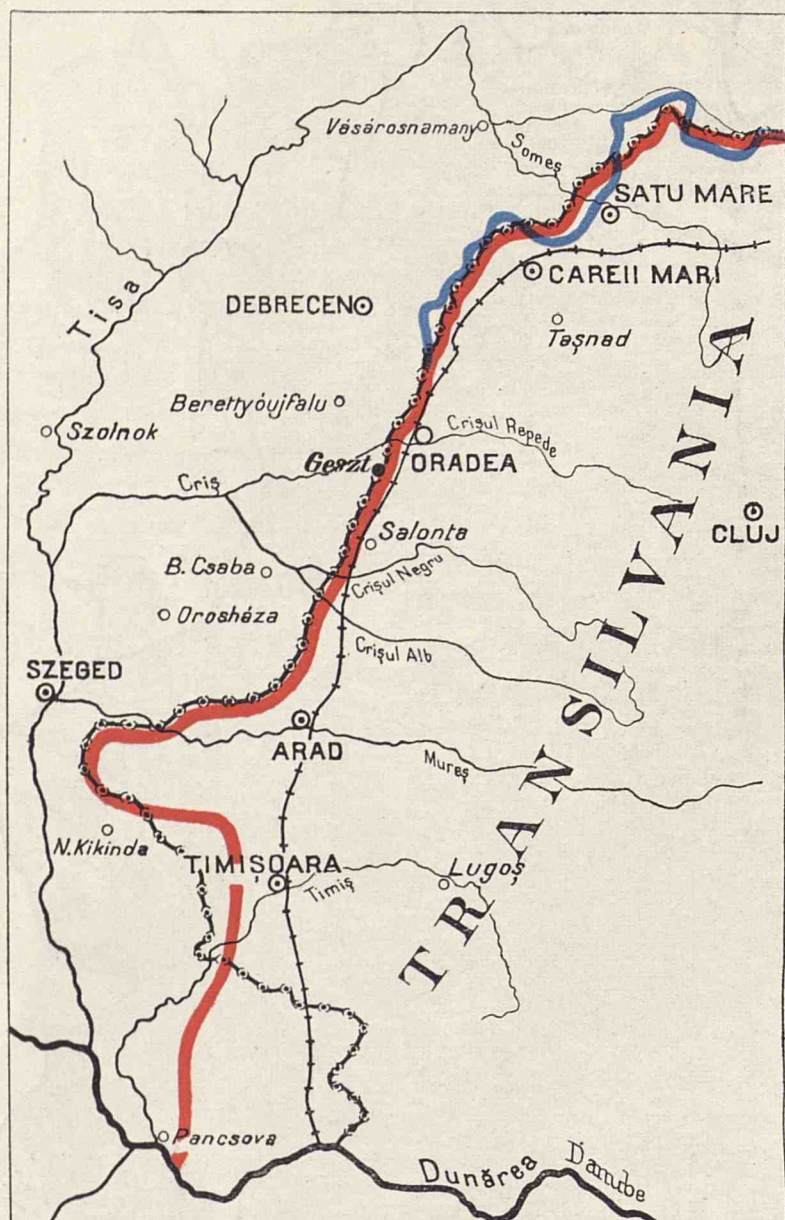 Vásárosnamany
Someș
SATU MARE
CAREII MARI
Tisa
DEBRECEN
Tașnad
Berettyóujfalu
Szolnok
Crișul Repede
Geszt
ORADEA
Criș
CLUJ
Salonta
B. Csaba
Crișul Negru
Orosháza
Crișul Alb
SZEGED
ARAD
Mureș
TRANSILVANIA
N. Kikinda
TIMIȘOARA
Timiș
Lugoș
Pancsova
Dunărea
Danube